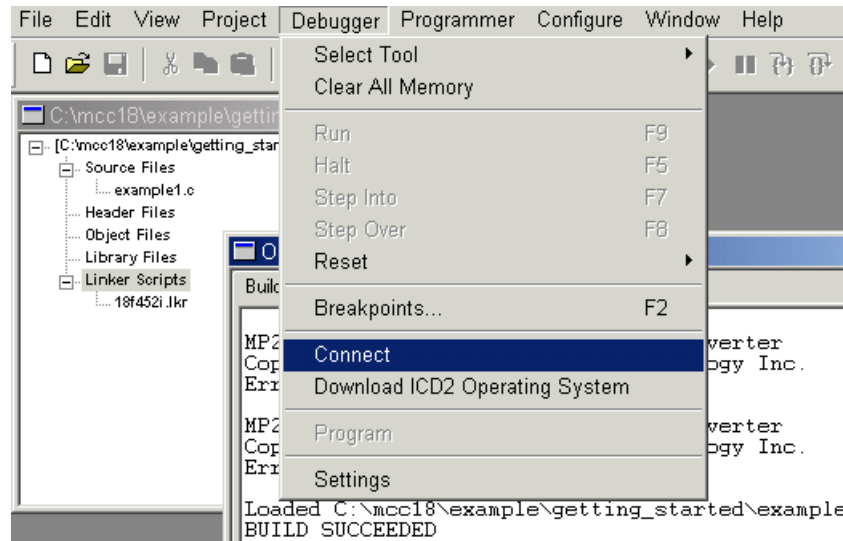 File Edit View Project Debugger Programmer Configure Window Help
Select Tool
Clear All Memory
Run F9
Halt F5
Step Into F7
Step Over F8
Reset
Breakpoints... F2
Connect
Download ICD2 Operating System
Program
Settings
C:\mcc18\example\gettin
[C:\mcc18\example\getting_star
Source Files
example1.c
Header Files
Object Files
Library Files
Linker Scripts
18f452i.lkr
O
Build
MP2 verter
Cop ogy Inc.
Err
MP2 verter
Cop ogy Inc.
Err
Loaded C:\mcc18\example\getting_started\example
BUILD SUCCEEDED